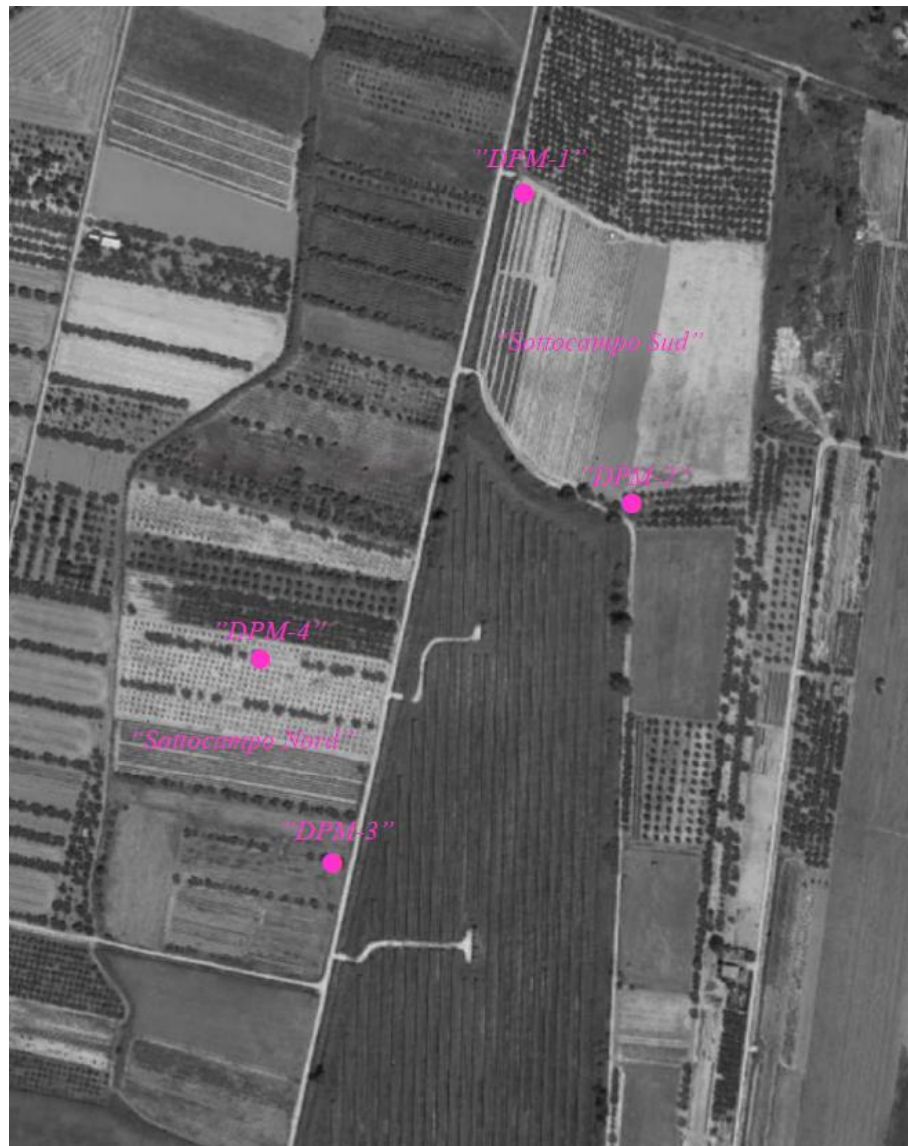 ”DPM-1”
”Sottocampo Sud”
”DPM-2”
”DPM-4”
”Sottocampo Nord”
”DPM-3”